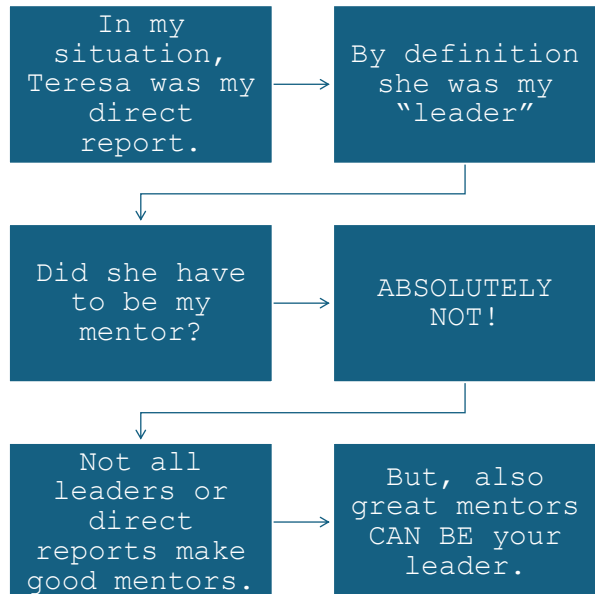 In my
situation,
Teresa was my
direct
report.
By definition
she was my
“leader”
Did she have
to be my
mentor?
ABSOLUTELY
NOT!
Not all
leaders or
direct
reports make
good mentors.
But, also
great mentors
CAN BE your
leader.